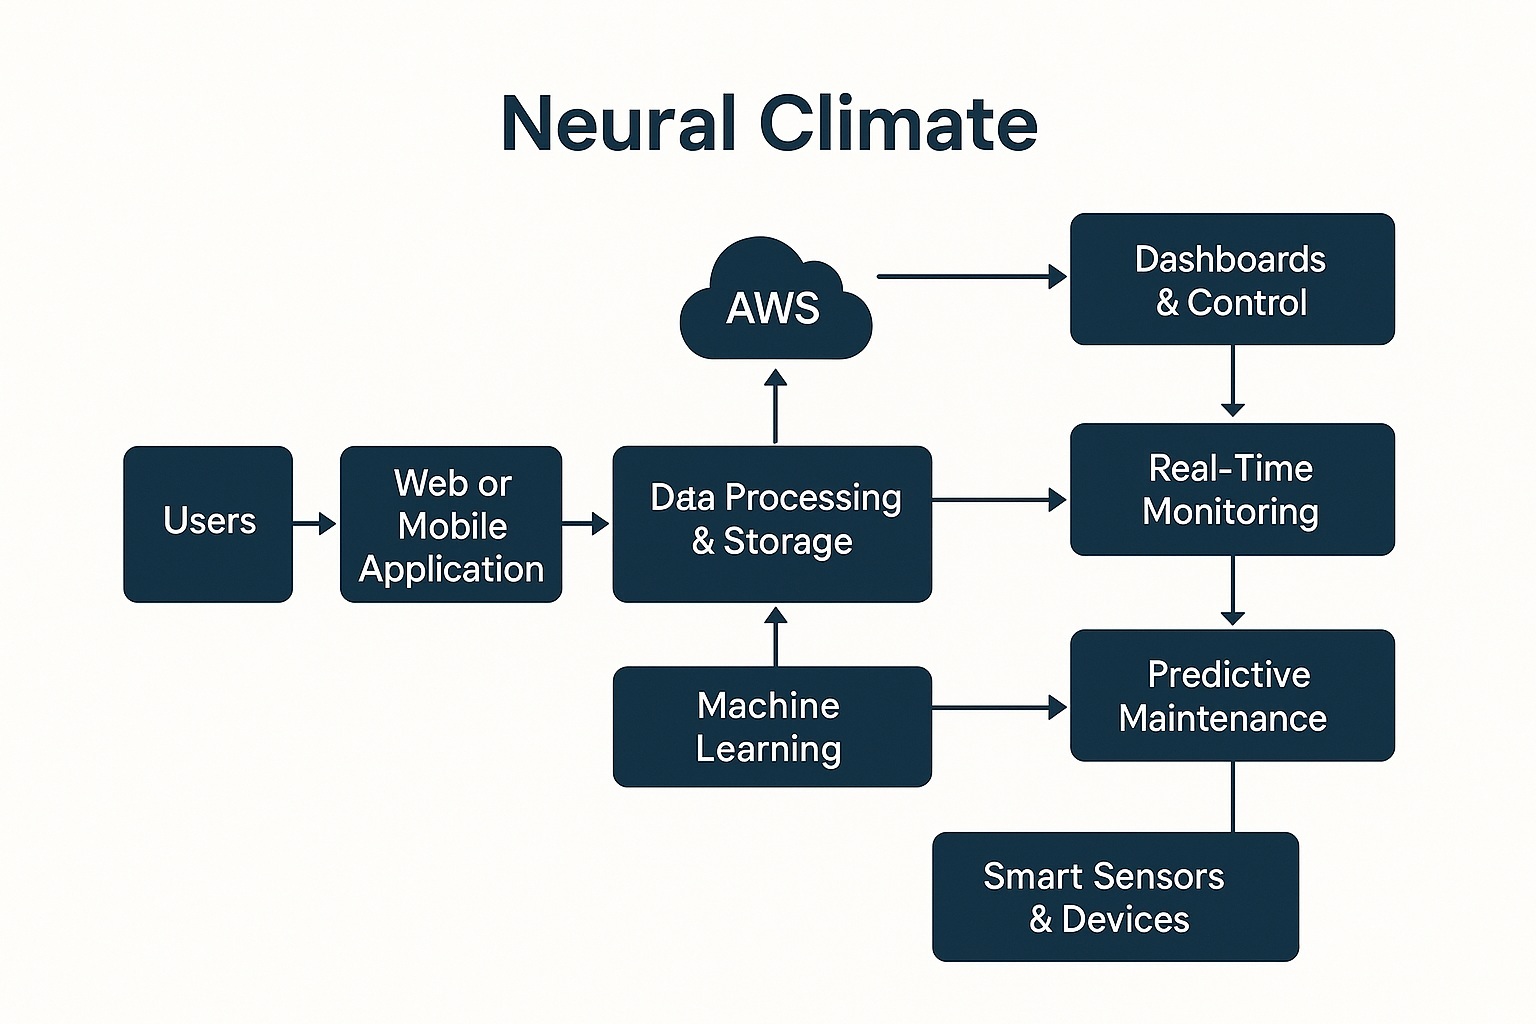 Neural Climate
AWS
Dashboards
& Control
Users
Web or
Mobile
Application
Data Processing
& Storage
Real-Time
Monitoring
Machine
Learning
Predictive
Maintenance
Smart Sensors
& Devices